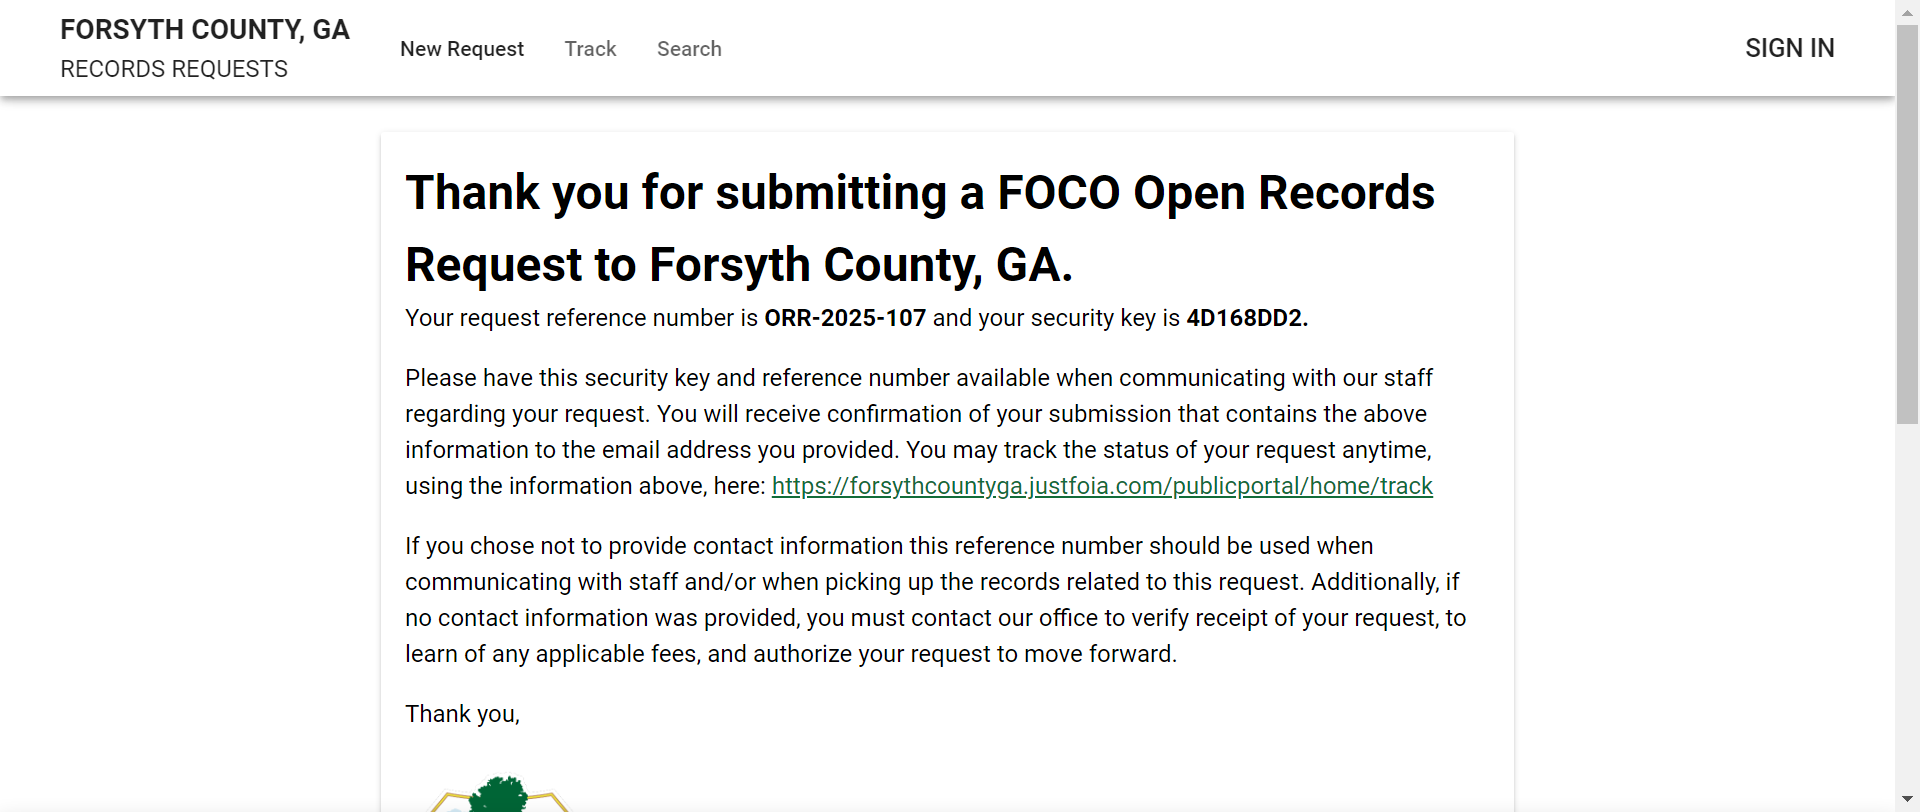 FORSYTH COUNTY, GA
RECORDS REQUESTS
New Request
Track
Search
SIGN IN
Thank you for submitting a FOCO Open Records
Request to Forsyth County, GA.
Your request reference number is ORR-2025-107 and your security key is 4D168DD2.
Please have this security key and reference number available when communicating with our staff
regarding your request. You will receive confirmation of your submission that contains the above
information to the email address you provided. You may track the status of your request anytime,
using the information above, here: https://forsythcountyga.justfoia.com/publicportal/home/track
If you chose not to provide contact information this reference number should be used when
communicating with staff and/or when picking up the records related to this request. Additionally, if
no contact information was provided, you must contact our office to verify receipt of your request, to
learn of any applicable fees, and authorize your request to move forward.
Thank you,